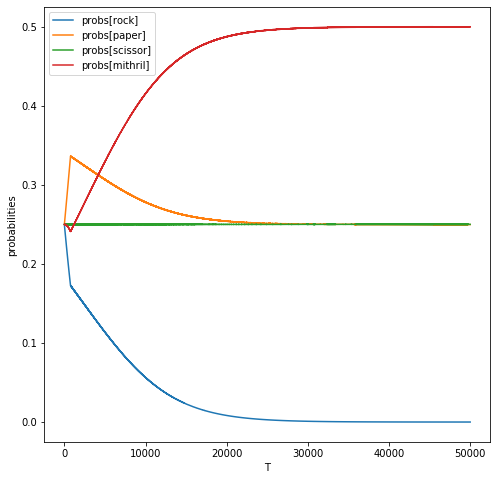 probs[rock]
probs[paper]
probs[scissor]
probs[mithril]
0.5
0.4
0.3
0.2
0.1
0.0
probabilities
0
10000
20000
30000
40000
50000
T